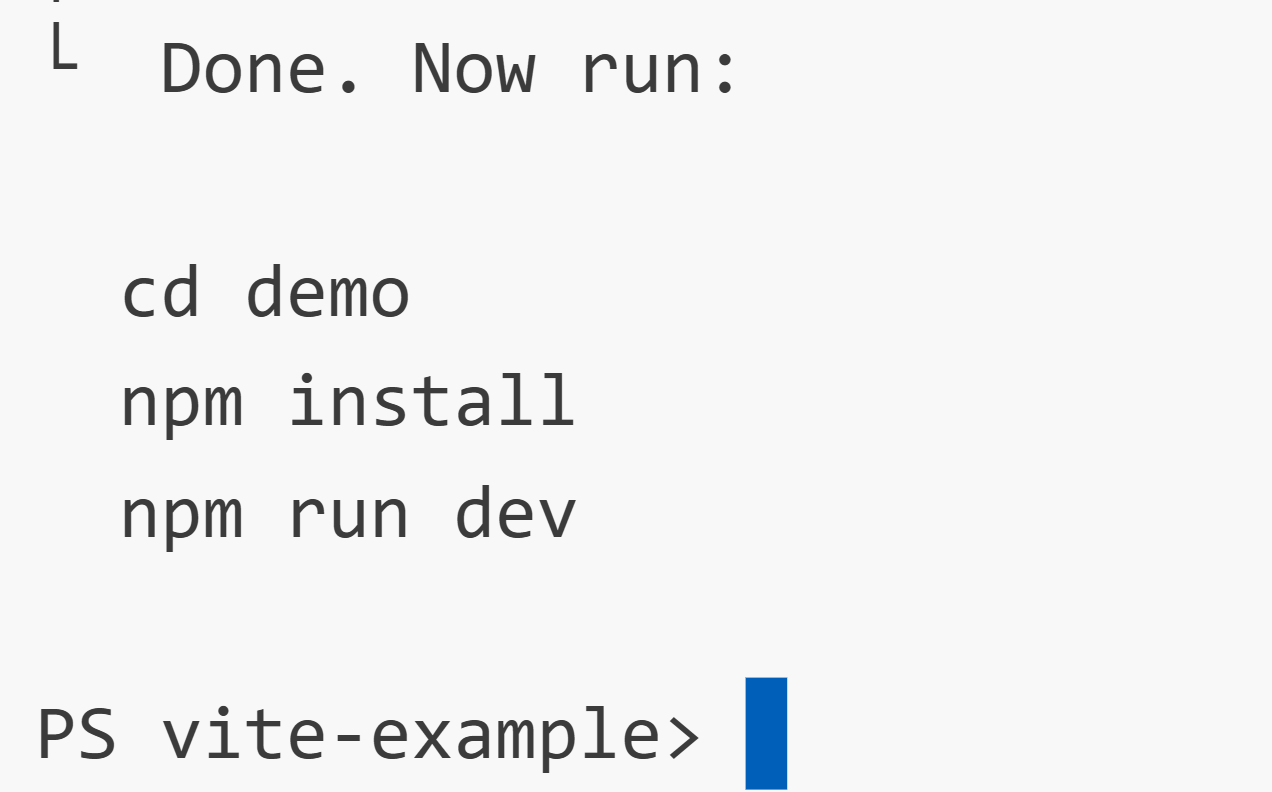 └  Done. Now run:
cd demo
npm install
npm run dev
PS vite-example>